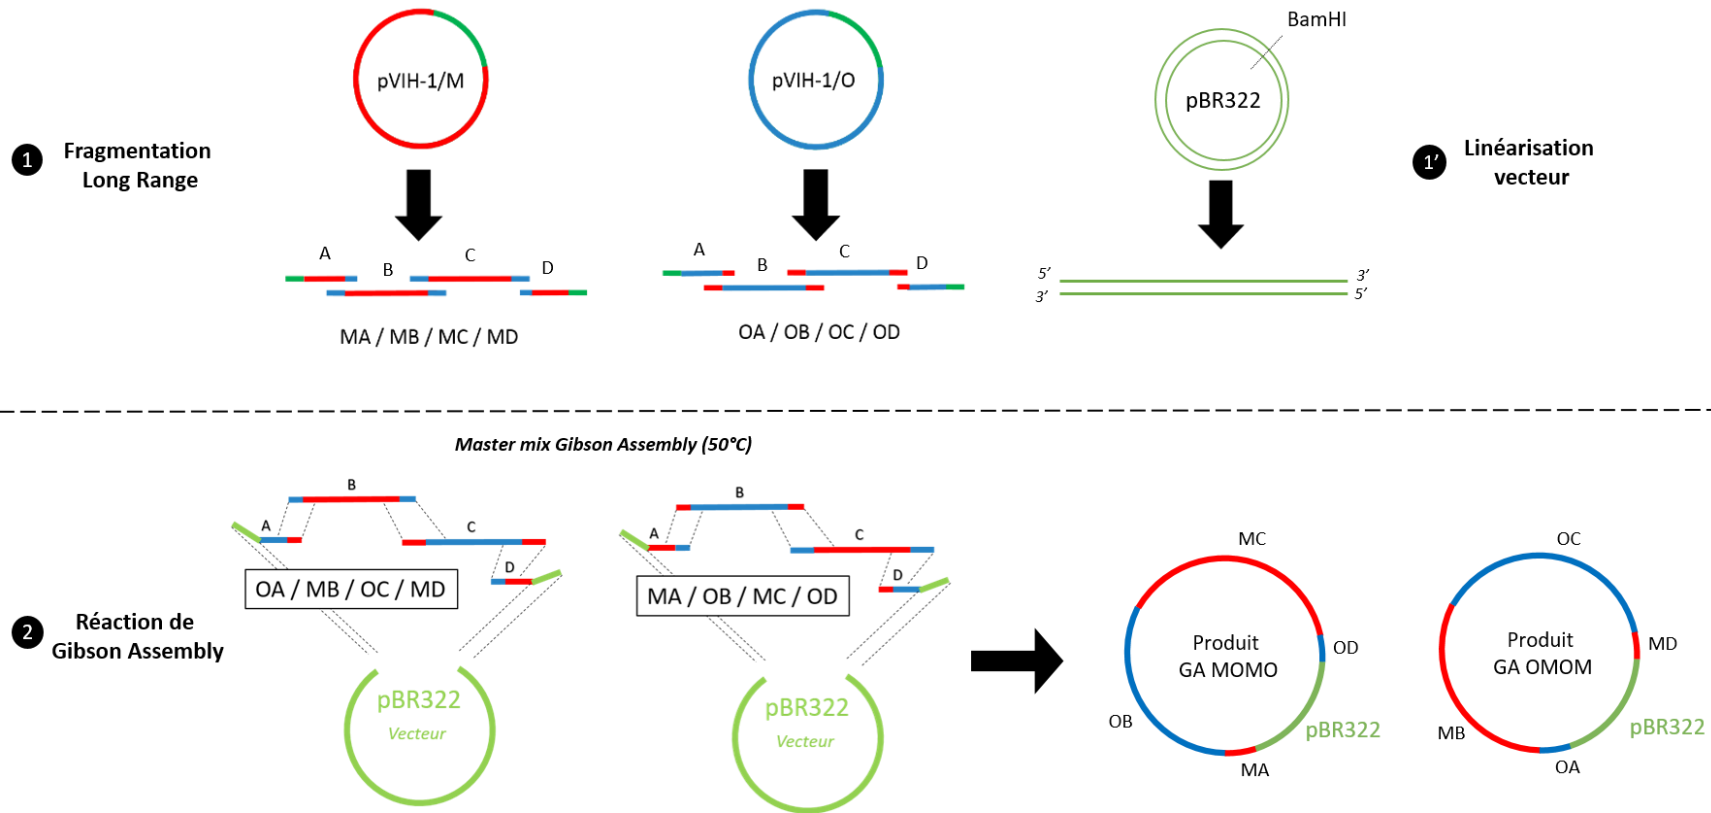 1
Fragmentation
Long Range
pVIH-1/M
A
B
C
D
MA / MB / MC / MD
pVIH-1/O
A
B
C
D
OA / OB / OC / OD
BamHI
pBR322
5’
3’
3’
5’
1’
Linéarisation
vecteur
Master mix Gibson Assembly (50°C)
2
Réaction de
Gibson Assembly
B
A
C
D
OA / MB / OC / MD
pBR322
Vecteur
B
A
C
D
MA / OB / MC / OD
pBR322
Vecteur
MC
Produit
GA MOMO
OD
OB
pBR322
MA
OC
Produit
GA OMOM
MD
MB
pBR322
OA